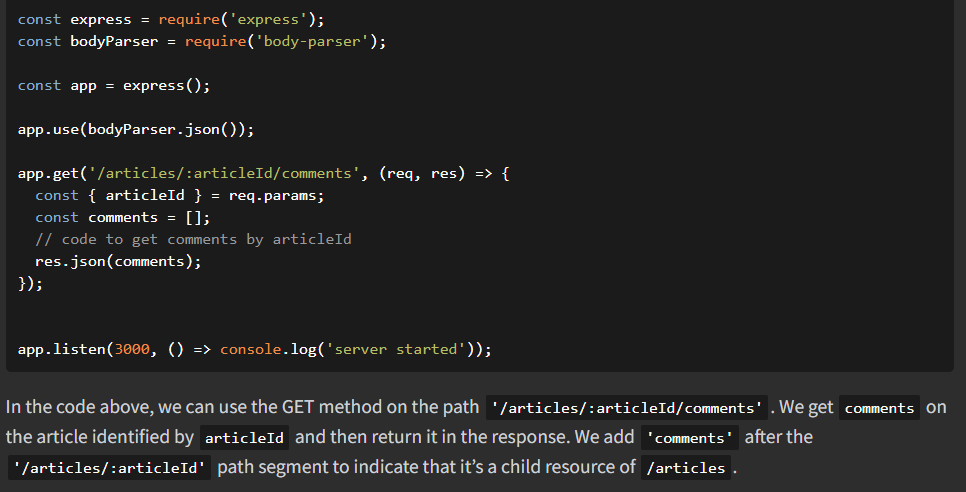 const express = require('express');
const bodyParser = require('body-parser');

const app = express();

app.use(bodyParser.json());

app.get('/articles/:articleId/comments', (req, res) => {
  const { articleId } = req.params;
  const comments = [];
  // code to get comments by articleId
  res.json(comments);
});


app.listen(3000, () => console.log('server started'));

In the code above, we can use the GET method on the path '/articles/:articleId/comments' . We get comments on
the article identified by articleId and then return it in the response. We add 'comments' after the
'/articles/:articleId' path segment to indicate that it’s a child resource of /articles .